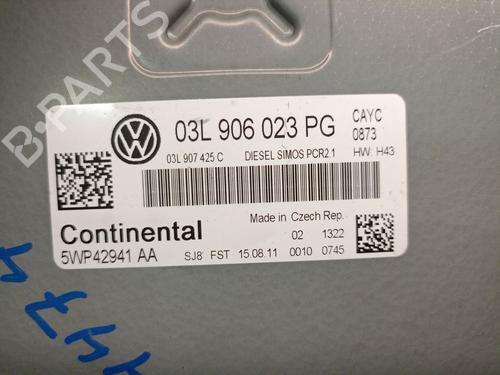 B-PARTS
VW
03L 906 023 PG
CAYC
0873
03L 907 425 C
DIESEL SIMOS PCR2.1
HW: H43
Continental
Made in Czech Rep.
02 1322
5WP42941 AA
SJ8' FST 15.08.11 0010 0745